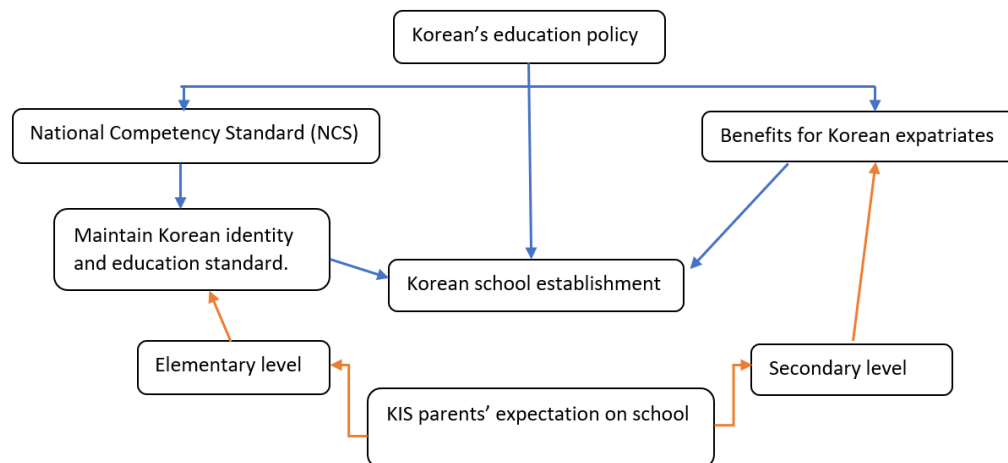 Korean’s education policy
National Competency Standard (NCS)
Benefits for Korean expatriates
Maintain Korean identity
and education standard.
Korean school establishment
Elementary level
Secondary level
KIS parents’ expectation on school